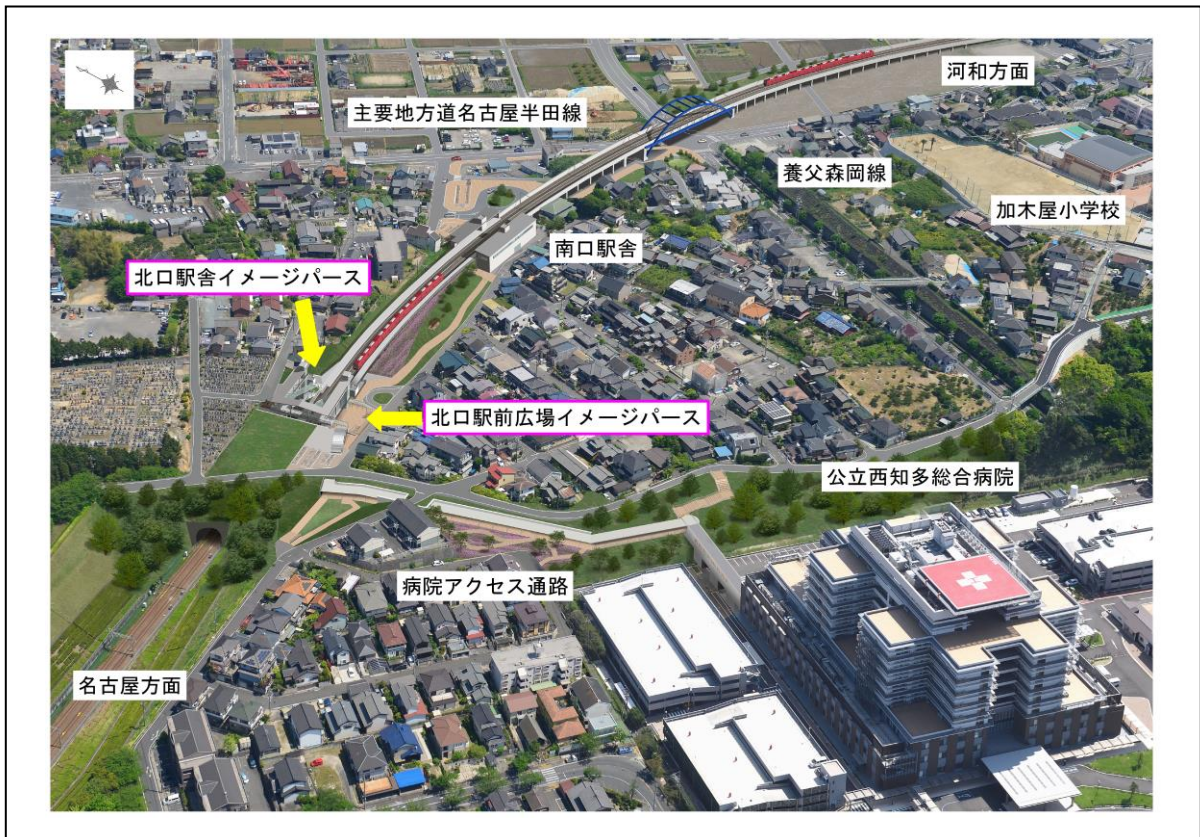 河和方面
主要地方道名古屋半田線
養父森岡線
加木屋小学校
南口駅舎
北口駅舎イメージパース
北口駅前広場イメージパース
公立西知多総合病院
病院アクセス通路
名古屋方面